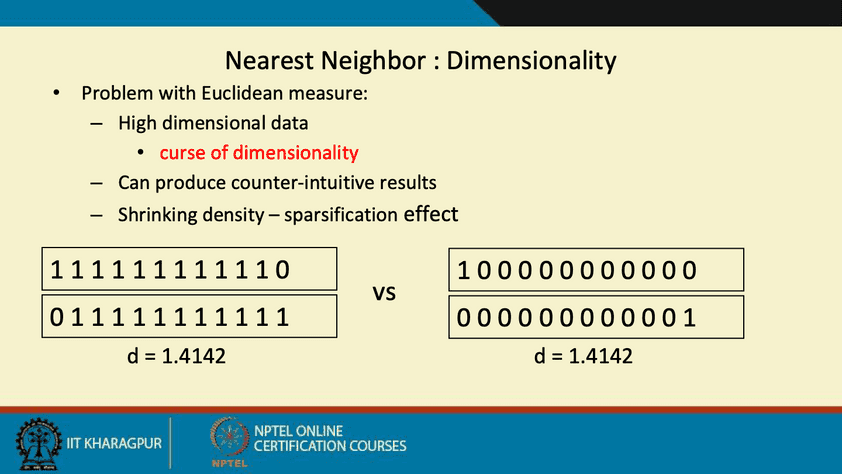 Nearest Neighbor : Dimensionality
• Problem with Euclidean measure:
– High dimensional data
• curse of dimensionality
– Can produce counter-intuitive results
– Shrinking density – sparsification effect
1 1 1 1 1 1 1 1 1 1 1 0
0 1 1 1 1 1 1 1 1 1 1 1
d = 1.4142
vs
1 0 0 0 0 0 0 0 0 0 0 0
0 0 0 0 0 0 0 0 0 0 0 1
d = 1.4142
IIT KHARAGPUR
NPTEL
NPTEL ONLINE
CERTIFICATION COURSES